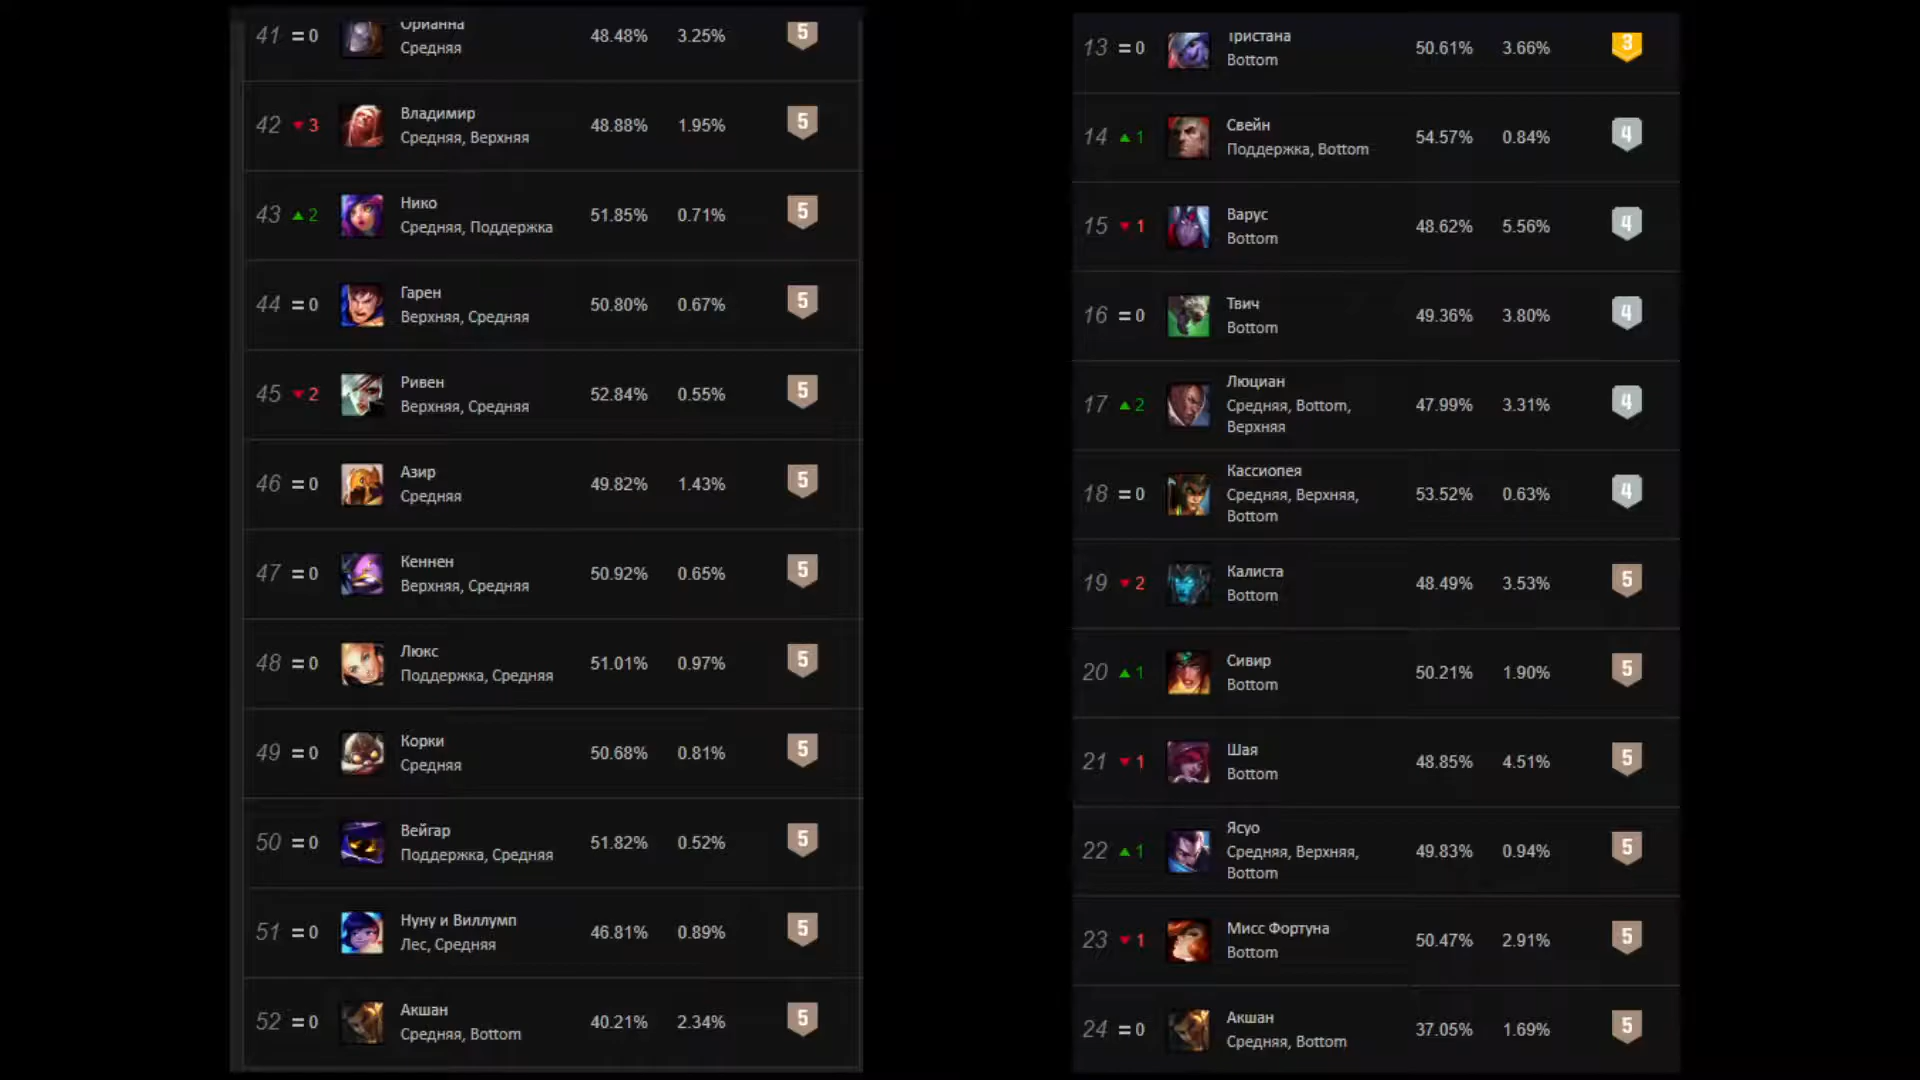 41 = 0 Орианна 48.48% 3.25% 5
Средняя
42 ▼ 3 Владимир 48.88% 1.95% 5
Средняя, Верхняя
43 ▲ 2 Нико 51.85% 0.71% 5
Средняя, Поддержка
44 = 0 Гарен 50.80% 0.67% 5
Верхняя, Средняя
45 ▼ 2 Ривен 52.84% 0.55% 5
Верхняя, Средняя
46 = 0 Азир 49.82% 1.43% 5
Средняя
47 = 0 Кеннен 50.92% 0.65% 5
Верхняя, Средняя
48 = 0 Люкс 51.01% 0.97% 5
Поддержка, Средняя
49 = 0 Корки 50.68% 0.81% 5
Средняя
50 = 0 Вейгар 51.82% 0.52% 5
Поддержка, Средняя
51 = 0 Нуну и Виллумп 46.81% 0.89% 5
Лес, Средняя
52 = 0 Акшан 40.21% 2.34% 5
Средняя, Bottom
13 = 0 Тристана 50.61% 3.66% 3
Bottom
14 ▲ 1 Свейн 54.57% 0.84% 4
Поддержка, Bottom
15 ▼ 1 Варус 48.62% 5.56% 4
Bottom
16 = 0 Твич 49.36% 3.80% 4
Bottom
17 ▲ 2 Люциан 47.99% 3.31% 4
Средняя, Bottom,
Верхняя
18 = 0 Кассиопея 53.52% 0.63% 4
Средняя, Верхняя,
Bottom
19 ▼ 2 Калиста 48.49% 3.53% 5
Bottom
20 ▲ 1 Сивир 50.21% 1.90% 5
Bottom
21 ▼ 1 Шая 48.85% 4.51% 5
Bottom
22 ▲ 1 Ясуо 49.83% 0.94% 5
Средняя, Верхняя,
Bottom
23 ▼ 1 Мисс Фортуна 50.47% 2.91% 5
Bottom
24 = 0 Акшан 37.05% 1.69% 5
Средняя, Bottom